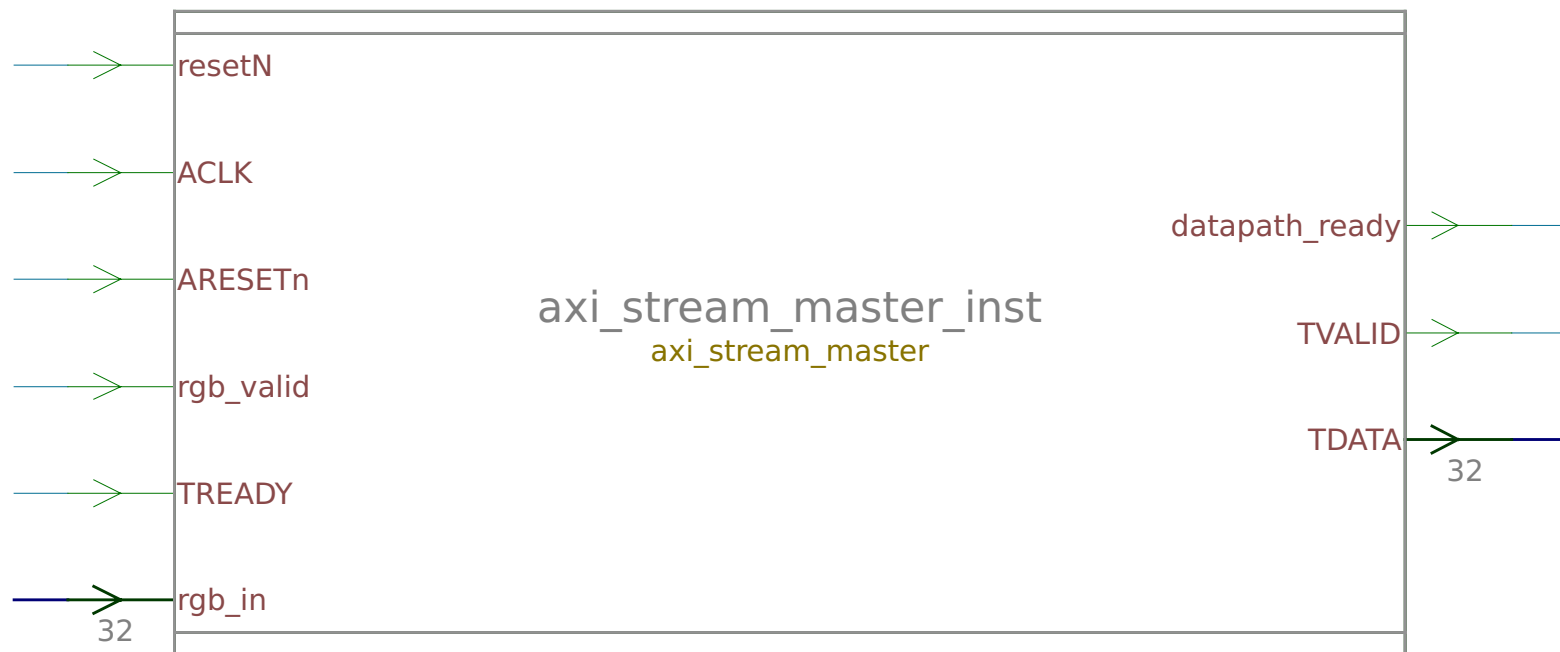 resetN
ACLK
ARESETn
rgb_valid
TREADY
rgb_in
32
axi_stream_master_inst
axi_stream_master
datapath_ready
TVALID
TDATA
32